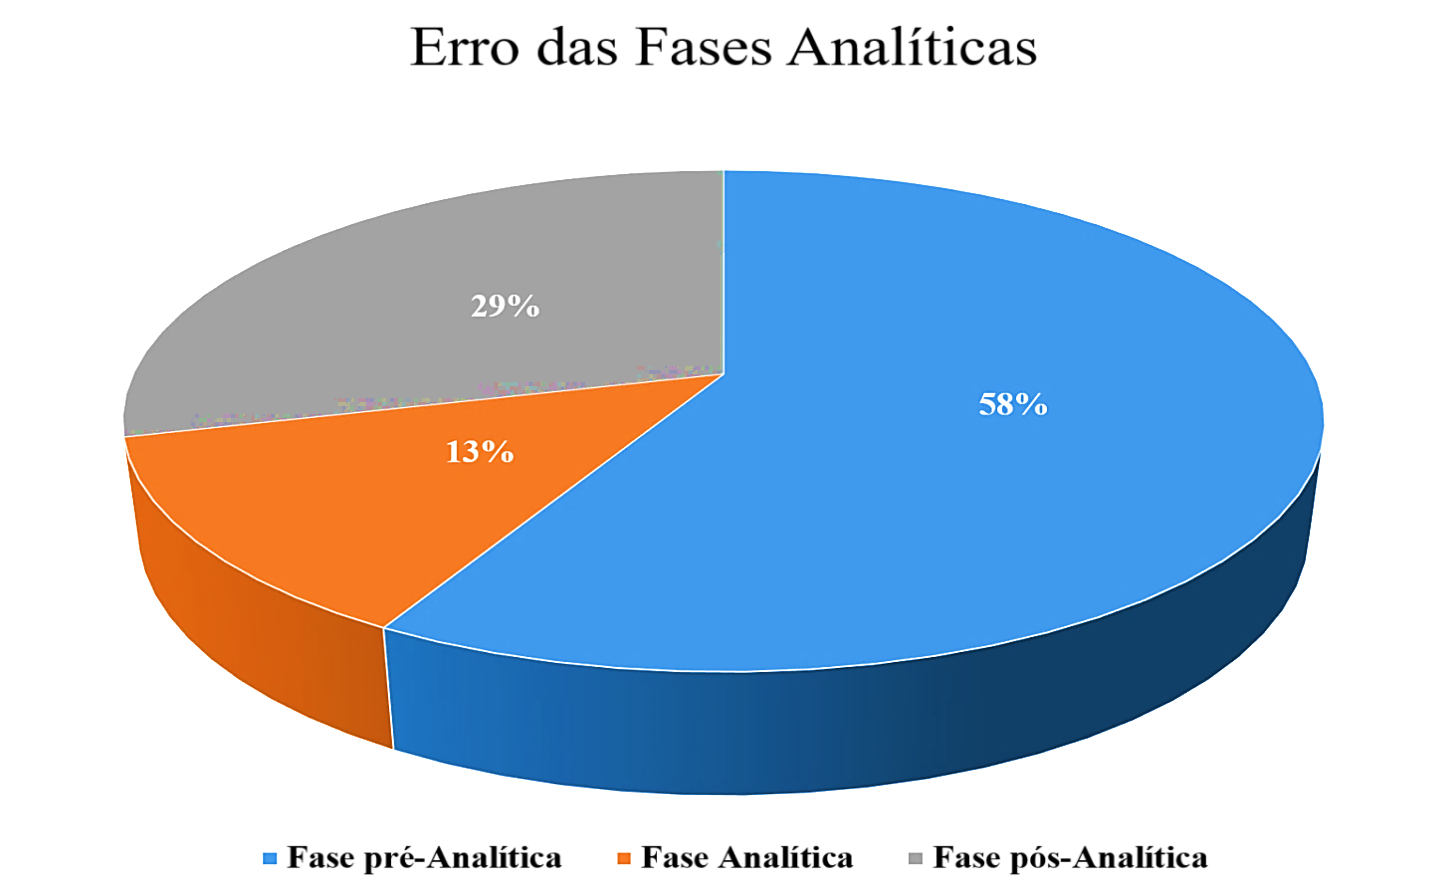 Erro das Fases Analíticas
29%
58%
13%
Fase pré-Analítica Fase Analítica Fase pós-Analítica